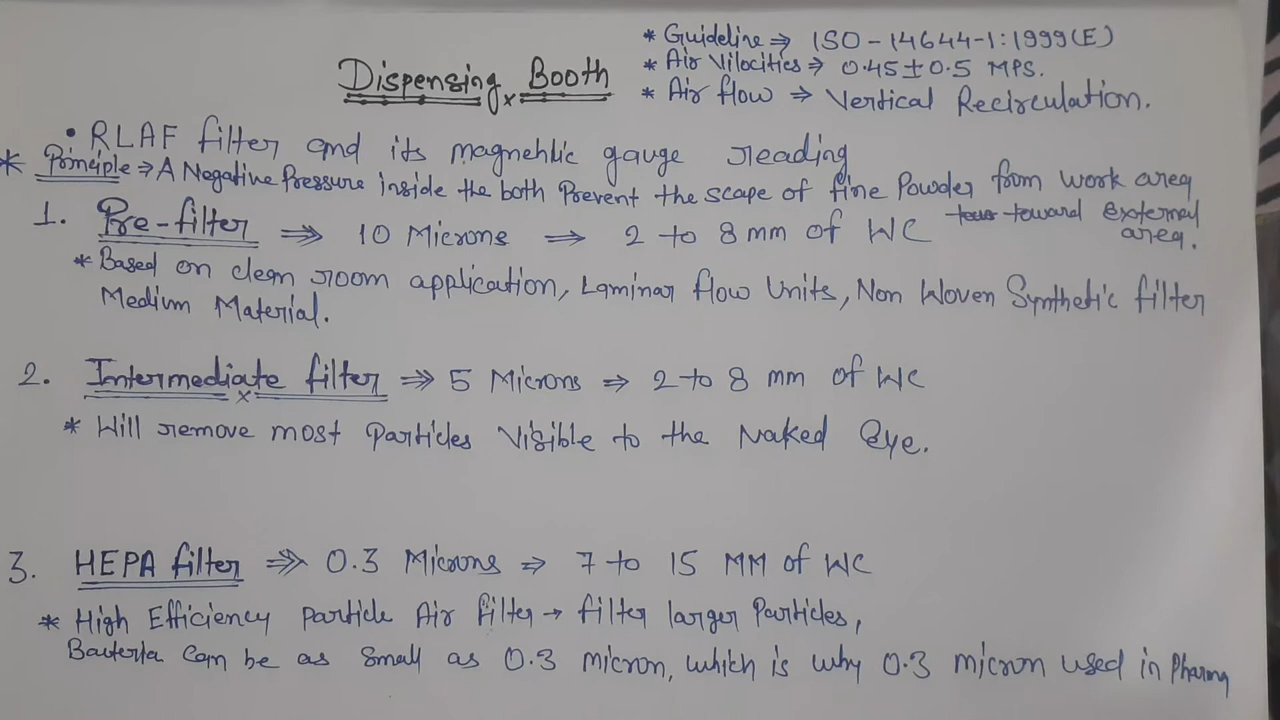 * Guideline ⇒ ISO-14644-1:1999(E)
* Air Vilocities ⇒ 0.45±0.5 MPS.
* Air flow ⇒ Vertical Recirculation.
Dispensing Booth
• RLAF filter and its magnehlic gauge reading
* Principle ⇒ A Negative Pressure inside the both Prevent the scape of fine Powder from work area
toward external
area.
1. Pre-filter ⇒ 10 Microns ⇒ 2 to 8 mm of WC
* Based on clean room application, Laminar flow Units, Non Woven Synthetic filter
Medium Material.
2. Intermediate filter ⇒ 5 Microns ⇒ 2 to 8 mm of WC
* Will remove most Particles Visible to the Naked Eye.
3. HEPA filter ⇒ 0.3 Microns ⇒ 7 to 15 MM of WC
* High Efficiency Particle Air filter → filter larger Particles,
Bacteria Can be as Small as 0.3 micron, which is why 0.3 micron used in Pharma